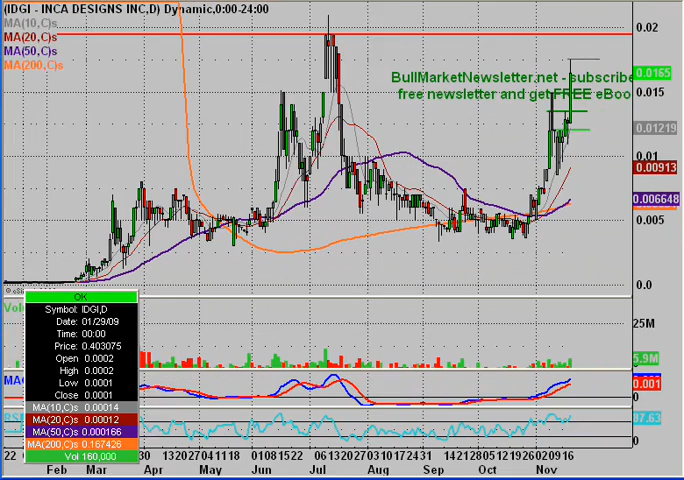 (IDGI - INCA DESIGNS INC,D) Dynamic,0:00-24:00
MA(10,C)s
MA(20,C)s
MA(50,C)s
MA(200,C)s
0.02
BullMarketNewsletter.net - subscribe
free newsletter and get FREE eBoo
0.0165
0.015
0.01219
0.01
0.00913
0.006648
0.005
0.0
Vol
25M
5.9M
OK
Symbol: IDGI,D
Date: 01/29/09
Time: 00:00
Price: 0.403075
Open 0.0002
High 0.0002
Low 0.0001
Close 0.0001
MA(10,C)s 0.00014
MA(20,C)s 0.00012
MA(50,C)s 0.000166
MA(200,C)s 0.167426
Vol 160,000
MAC
0.001
0
RSI
0
22 Feb Mar Apr May Jun Jul Aug Sep Oct Nov